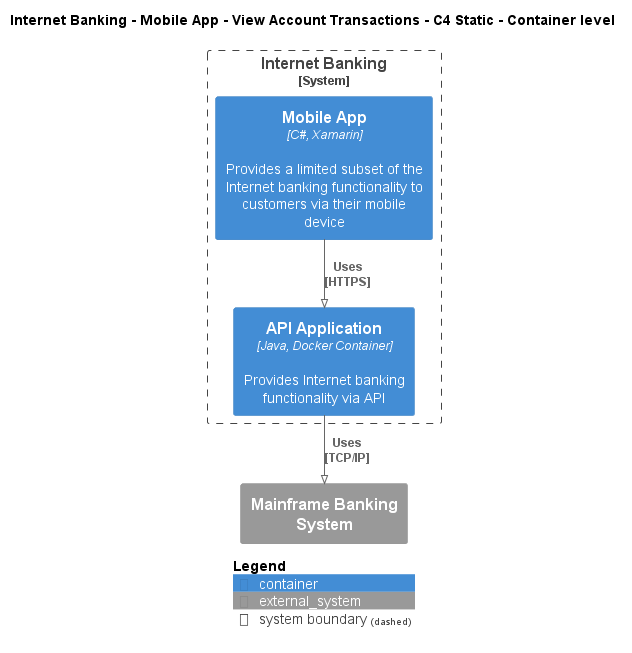 Internet Banking - Mobile App - View Account Transactions - C4 Static - Container level
Internet Banking
[System]
Mobile App
[C#, Xamarin]
Provides a limited subset of the
Internet banking functionality to
customers via their mobile
device
Uses
[HTTPS]
API Application
[Java, Docker Container]
Provides Internet banking
functionality via API
Uses
[TCP/IP]
Mainframe Banking
System
Legend
container
external_system
system boundary (dashed)